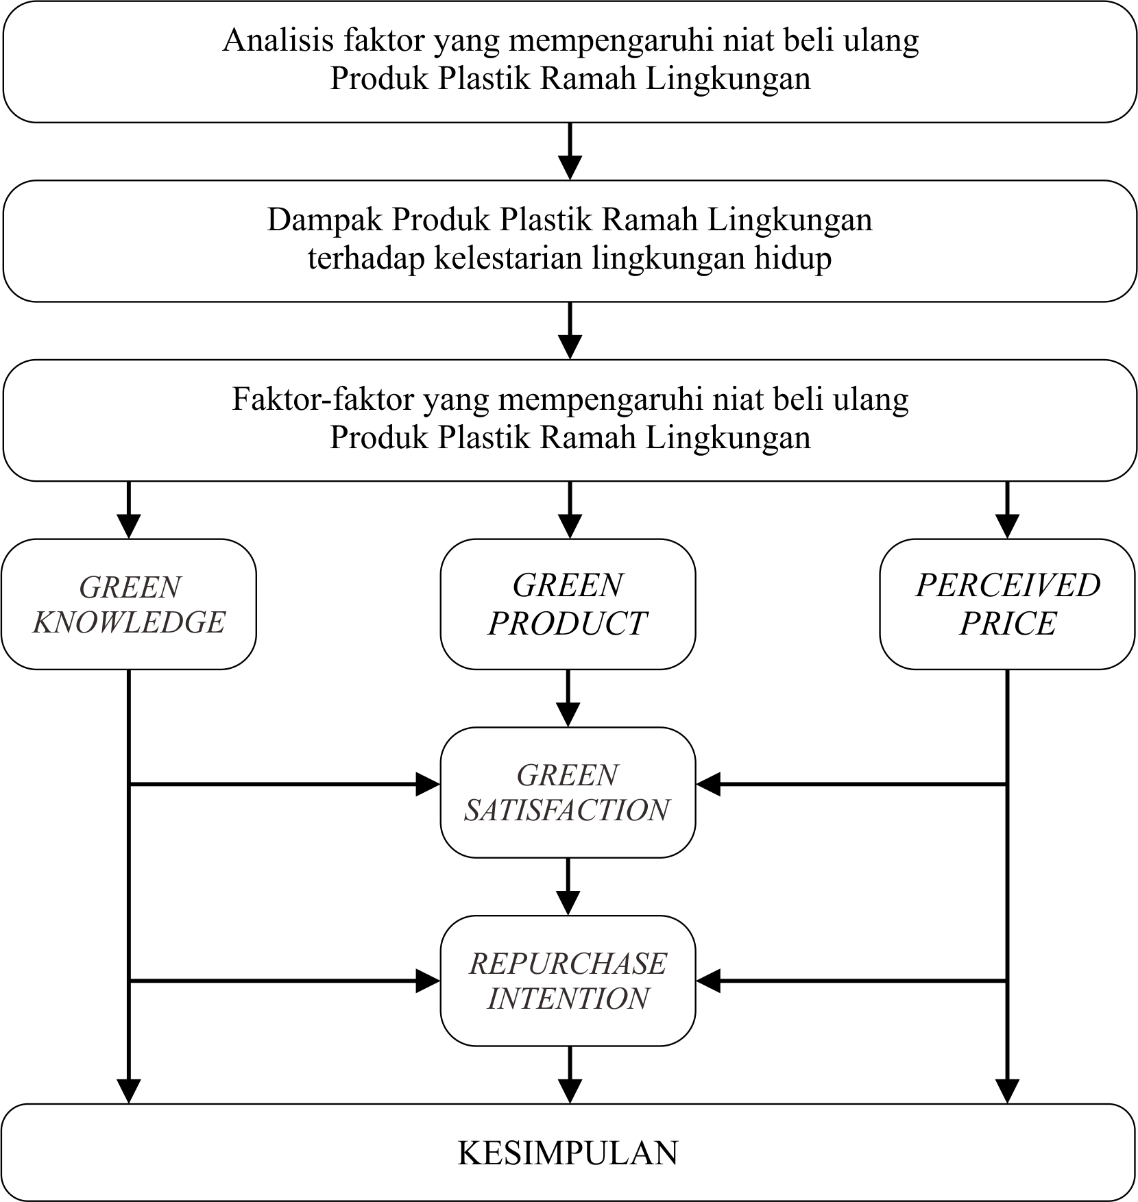 Analisis faktor yang mempengaruhi niat beli ulang
Produk Plastik Ramah Lingkungan
Dampak Produk Plastik Ramah Lingkungan
terhadap kelestarian lingkungan hidup
Faktor-faktor yang mempengaruhi niat beli ulang
Produk Plastik Ramah Lingkungan
GREEN
KNOWLEDGE
GREEN
PRODUCT
PERCEIVED
PRICE
GREEN
SATISFACTION
REPURCHASE
INTENTION
KESIMPULAN